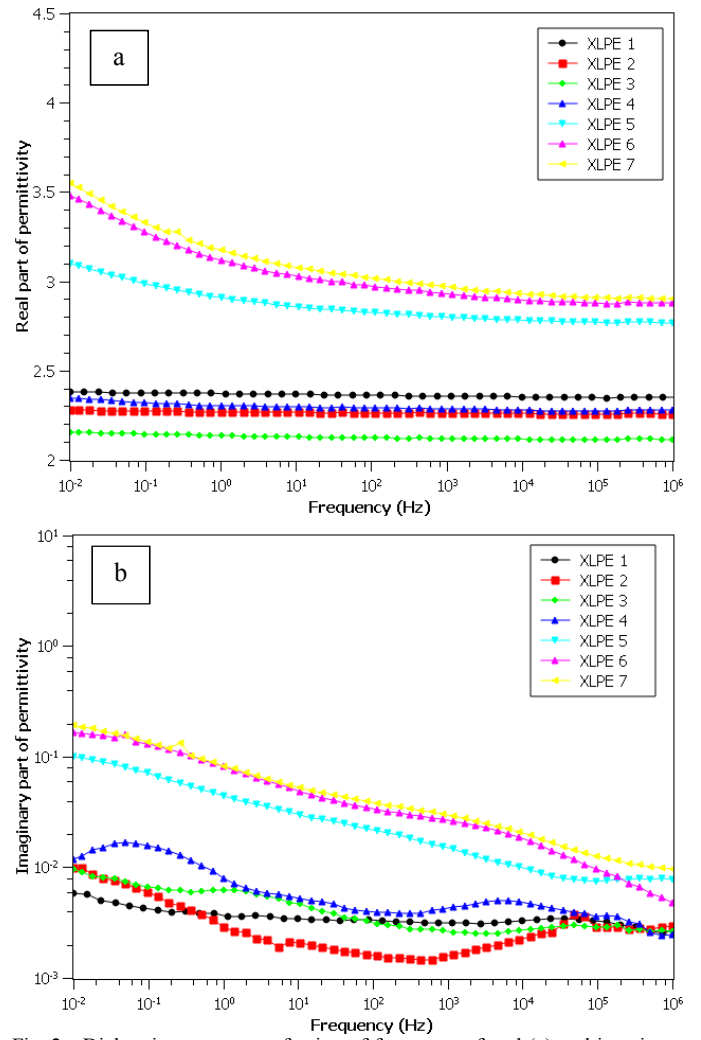 4.5
4
3.5
3
2.5
2
Real part of permittivity
a
XLPE 1
XLPE 2
XLPE 3
XLPE 4
XLPE 5
XLPE 6
XLPE 7
10-2 10-1 100 101 102 103 104 105 106
Frequency (Hz)
101
100
10-1
10-2
10-3
Imaginary part of permittivity
b
XLPE 1
XLPE 2
XLPE 3
XLPE 4
XLPE 5
XLPE 6
XLPE 7
10-2 10-1 100 101 102 103 104 105 106
Frequency (Hz)